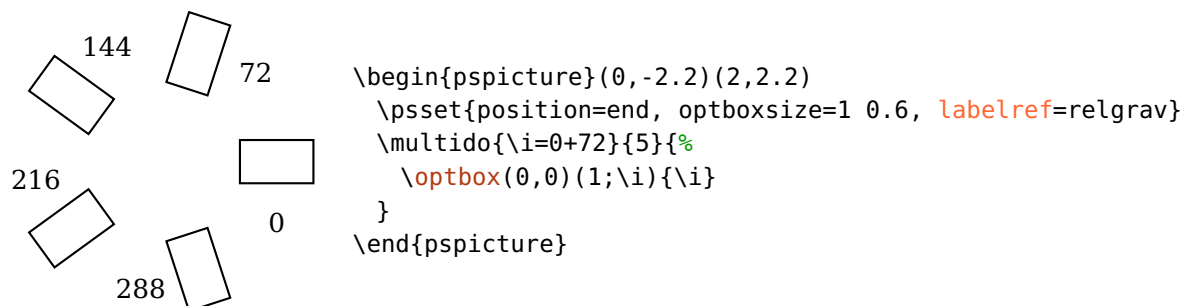 144
72
216
0
288
\begin{pspicture}(0,-2.2)(2,2.2)
  \psset{position=end, optboxsize=1 0.6, labelref=relgrav}
  \multido{\i=0+72}{5}{%
    \optbox(0,0)(1;\i){\i}
  }
\end{pspicture}